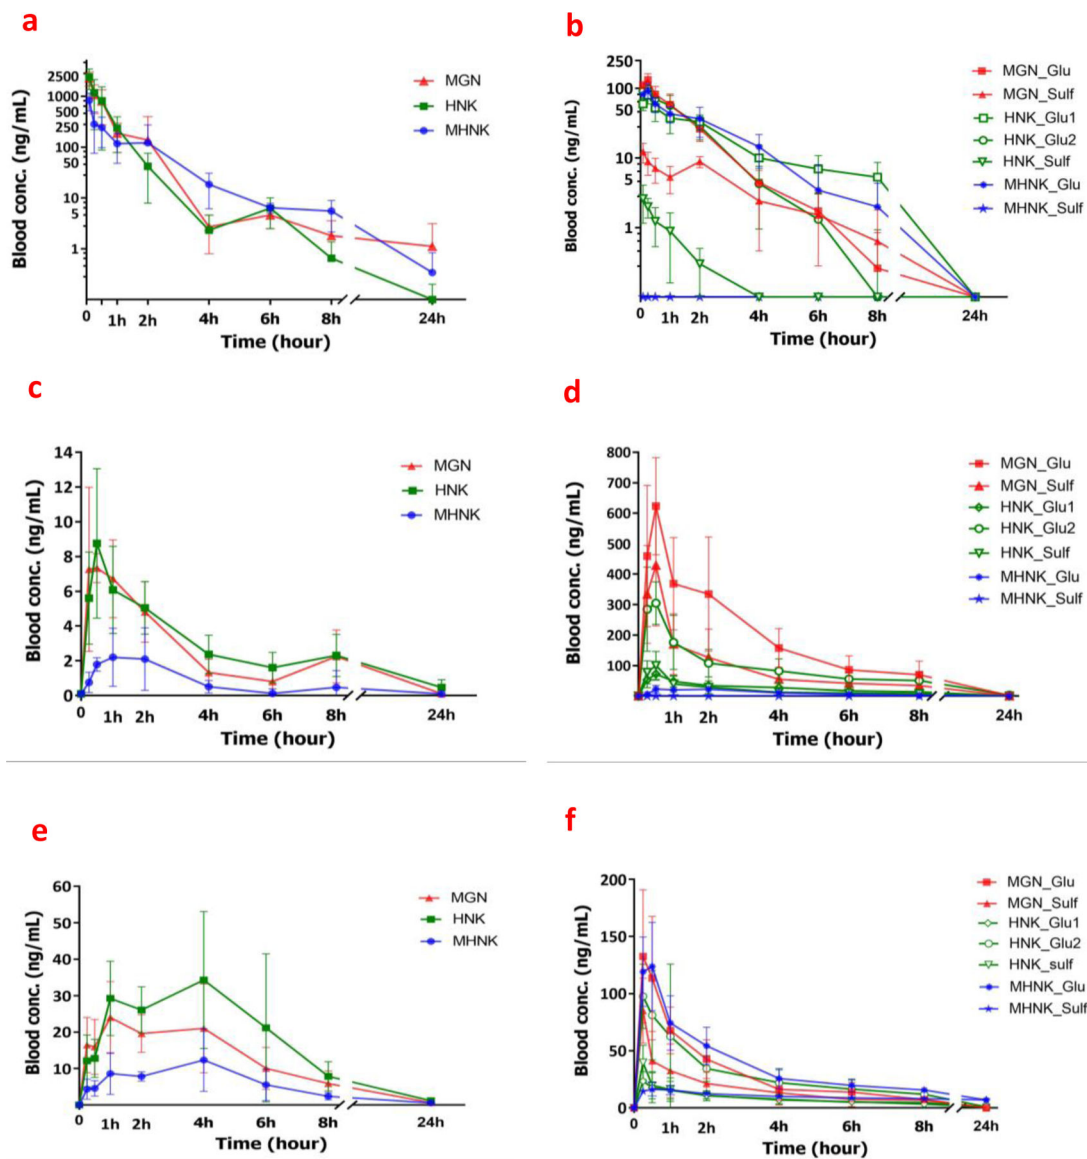 a
2500
1000
500
250
100
50
10
5
1
Blood conc. (ng/mL)
0
1h
2h
4h
6h
8h
24h
Time (hour)
MGN
HNK
MHNK
b
250
100
50
10
5
1
Blood conc. (ng/mL)
0
1h
2h
4h
6h
8h
24h
Time (hour)
MGN_Glu
MGN_Sulf
HNK_Glu1
HNK_Glu2
HNK_Sulf
MHNK_Glu
MHNK_Sulf
c
14
12
10
8
6
4
2
0
Blood conc. (ng/mL)
0
1h
2h
4h
6h
8h
24h
Time (hour)
MGN
HNK
MHNK
d
800
700
600
500
400
300
200
100
Blood conc. (ng/mL)
0
1h
2h
4h
6h
8h
24h
Time (hour)
MGN_Glu
MGN_Sulf
HNK_Glu1
HNK_Glu2
HNK_Sulf
MHNK_Glu
MHNK_Sulf
e
60
50
40
30
20
10
Blood conc. (ng/mL)
0
1h
2h
4h
6h
8h
24h
Time (hour)
MGN
HNK
MHNK
f
200
150
100
50
0
Blood conc. (ng/mL)
0
1h
2h
4h
6h
8h
24h
Time (hour)
MGN_Glu
MGN_Sulf
HNK_Glu1
HNK_Glu2
HNK_sulf
MHNK_Glu
MHNK_Sulf